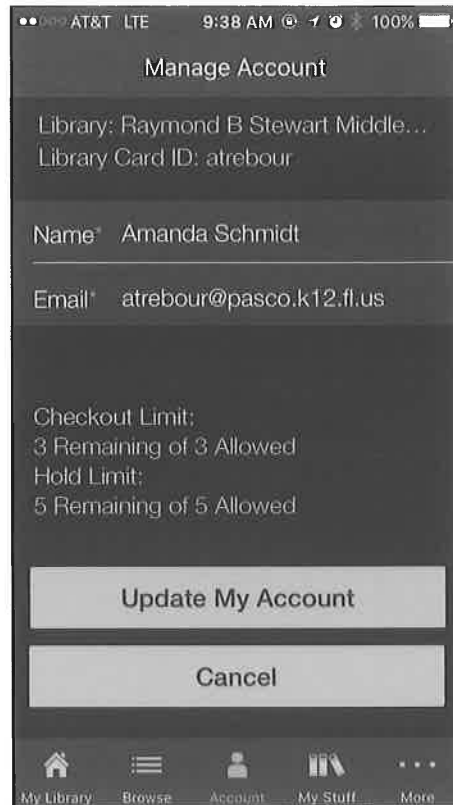 AT&T LTE 9:38 AM 100%
Manage Account
Library: Raymond B Stewart Middle...
Library Card ID: atrebour
Name* Amanda Schmidt
Email* atrebour@pasco.k12.fl.us
Checkout Limit:
3 Remaining of 3 Allowed
Hold Limit:
5 Remaining of 5 Allowed
Update My Account
Cancel
My Library Browse Account My Stuff More